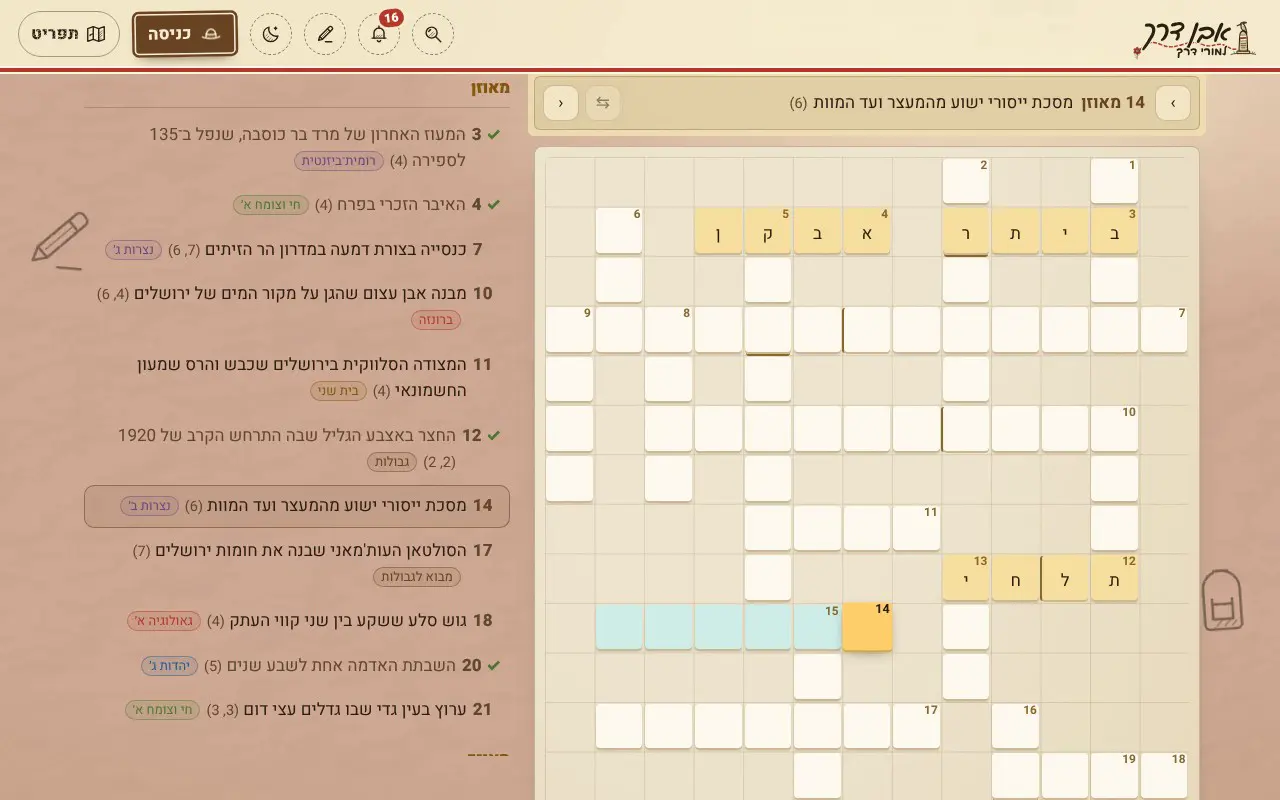 אבן דרך
למורי דרך
16
כניסה
תפריט
14 מאוזן מסכת ייסורי ישוע מהמעצר ועד המוות (6)
1
2
3
4
5
6
ב
י
ת
ר
א
ב
ק
ן
7
8
9
10
11
12
13
ת
ל
ח
י
14
15
16
17
18
19
מאוזן
3 המעוז האחרון של מרד בר כוסבה, שנפל ב־135
לספירה (4) רומית־ביזנטית
4 האיבר הזכרי בפרח (4) חי וצומח א'
7 כנסייה בצורת דמעה במדרון הר הזיתים (7, 6) נצרות ג'
10 מבנה אבן עצום שהגן על מקור המים של ירושלים (4, 6)
ברונזה
11 המצודה הסלווקית בירושלים שכבש והרס שמעון
החשמונאי (4) בית שני
12 החצר באצבע הגליל שבה התרחש הקרב של 1920
(2, 2) גבולות
14 מסכת ייסורי ישוע מהמעצר ועד המוות (6) נצרות ב'
17 הסולטאן העות'מאני שבנה את חומות ירושלים (7)
מבוא לגבולות
18 גוש סלע ששקע בין שני קווי העתק (4) גאולוגיה א'
20 השבתת האדמה אחת לשבע שנים (5) יהדות ג'
21 ערוץ בעין גדי שבו גדלים עצי דום (3, 3) חי וצומח א'